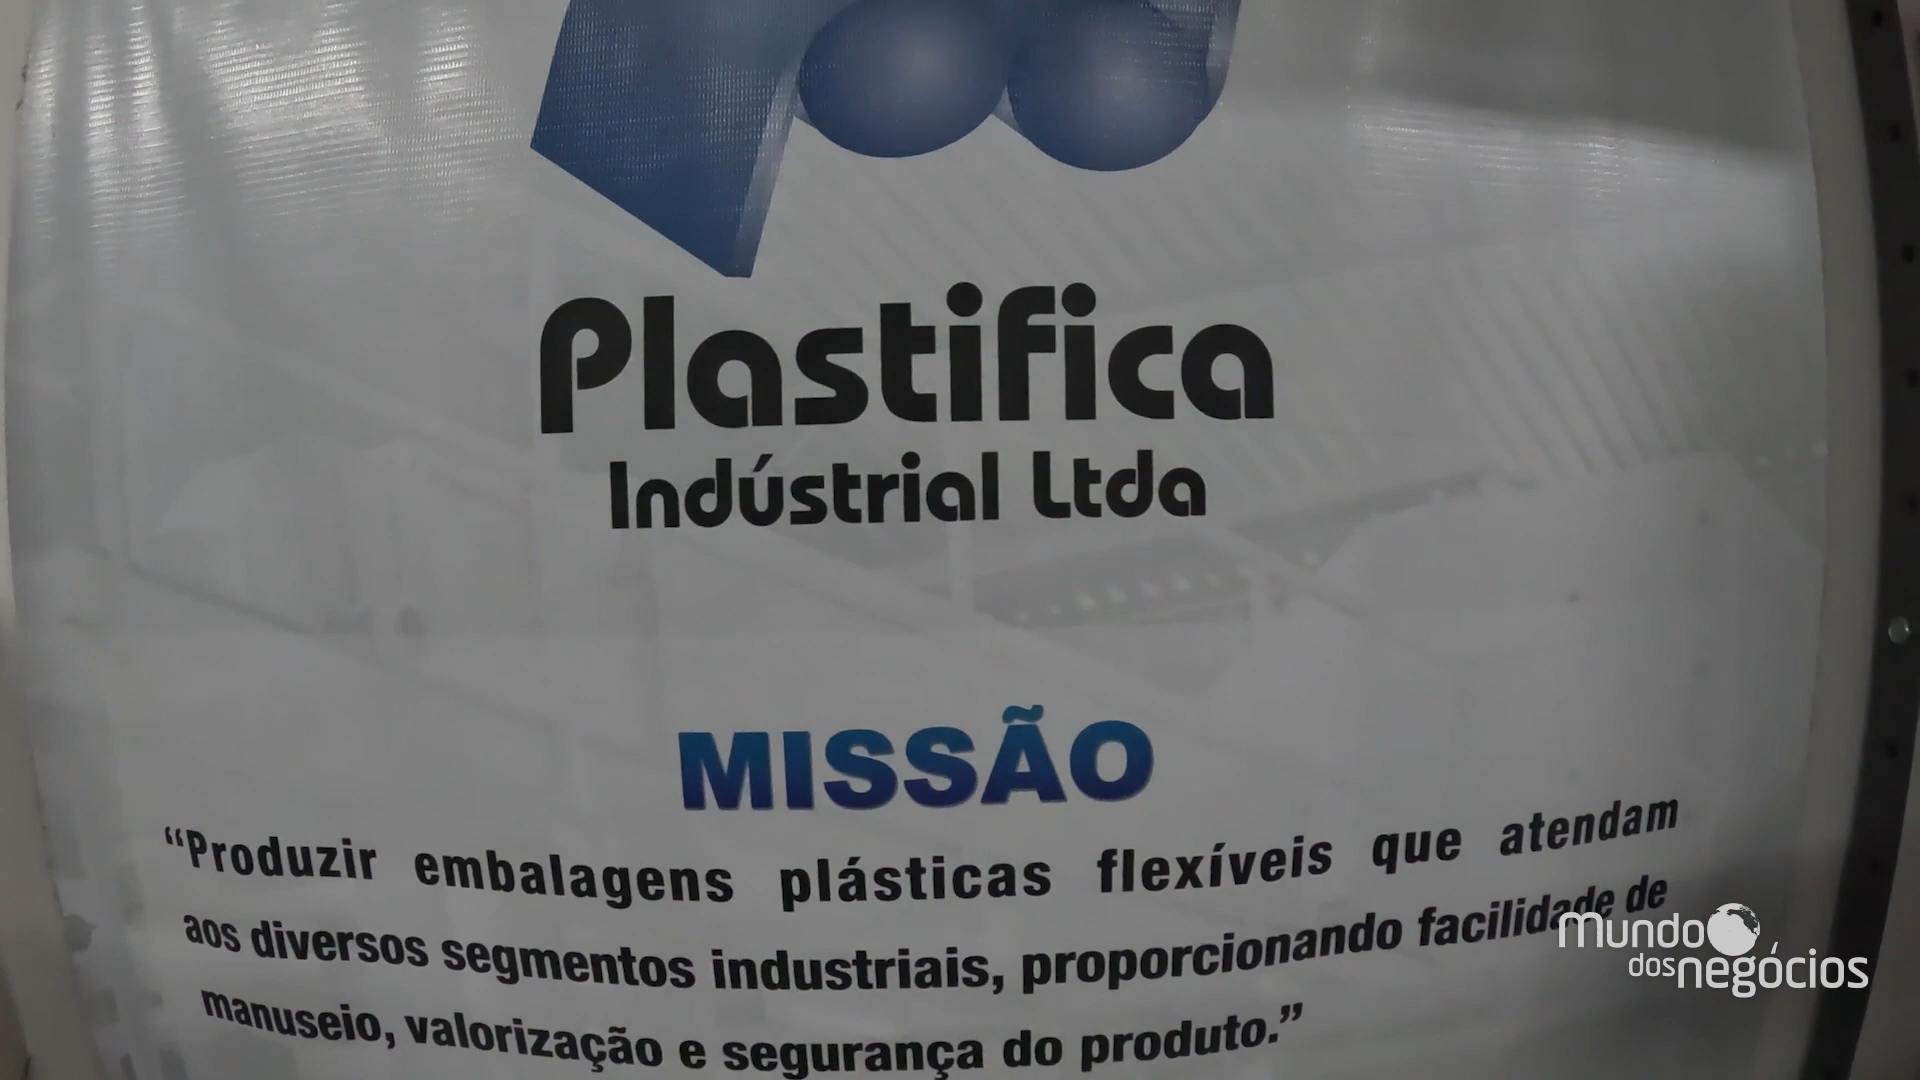 Plastifica
Indústrial Ltda
MISSÃO
“Produzir embalagens plásticas flexíveis que atendam
aos diversos segmentos industriais, proporcionando facilidade de
manuseio, valorização e segurança do produto.”
mundo
dos negócios